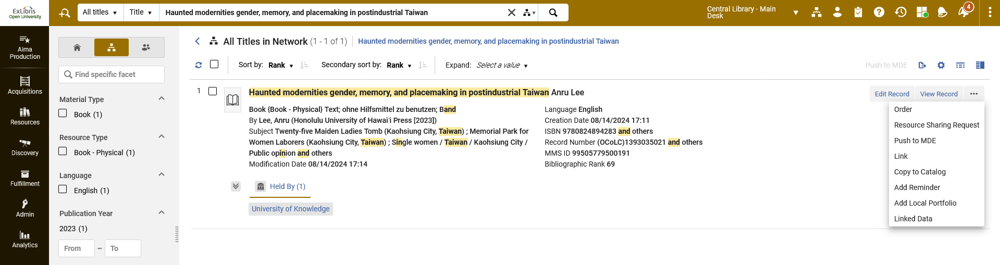 ExLibris
Open University
All titles
Title
Haunted modernities gender, memory, and placemaking in postindustrial Taiwan
Central Library - Main
Desk
4
Alma
Production
Acquisitions
Resources
Discovery
Fulfillment
Admin
Analytics
Find specific facet
Material Type
Book (1)
Resource Type
Book - Physical (1)
Language
English (1)
Publication Year
2023 (1)
From – To
All Titles in Network (1 - 1 of 1) Haunted modernities gender, memory, and placemaking in postindustrial Taiwan
Sort by: Rank Secondary sort by: Rank Expand: Select a value Push to MDE
1
Haunted modernities gender, memory, and placemaking in postindustrial Taiwan Anru Lee
Book {Book - Physical} Text; ohne Hilfsmittel zu benutzen; Band
By Lee, Anru (Honolulu University of Hawaiʻi Press [2023])
Subject Twenty-five Maiden Ladies Tomb (Kaohsiung City, Taiwan) ; Memorial Park for
Women Laborers (Kaohsiung City, Taiwan) ; Single women / Taiwan / Kaohsiung City /
Public opinion and others
Modification Date 08/14/2024 17:14
Language English
Creation Date 08/14/2024 17:11
ISBN 9780824894283 and others
Record Number (OCoLC)1393035021 and others
MMS ID 99505779500191
Bibliographic Rank 69
Held By (1)
University of Knowledge
Edit Record View Record
Order
Resource Sharing Request
Push to MDE
Link
Copy to Catalog
Add Reminder
Add Local Portfolio
Linked Data